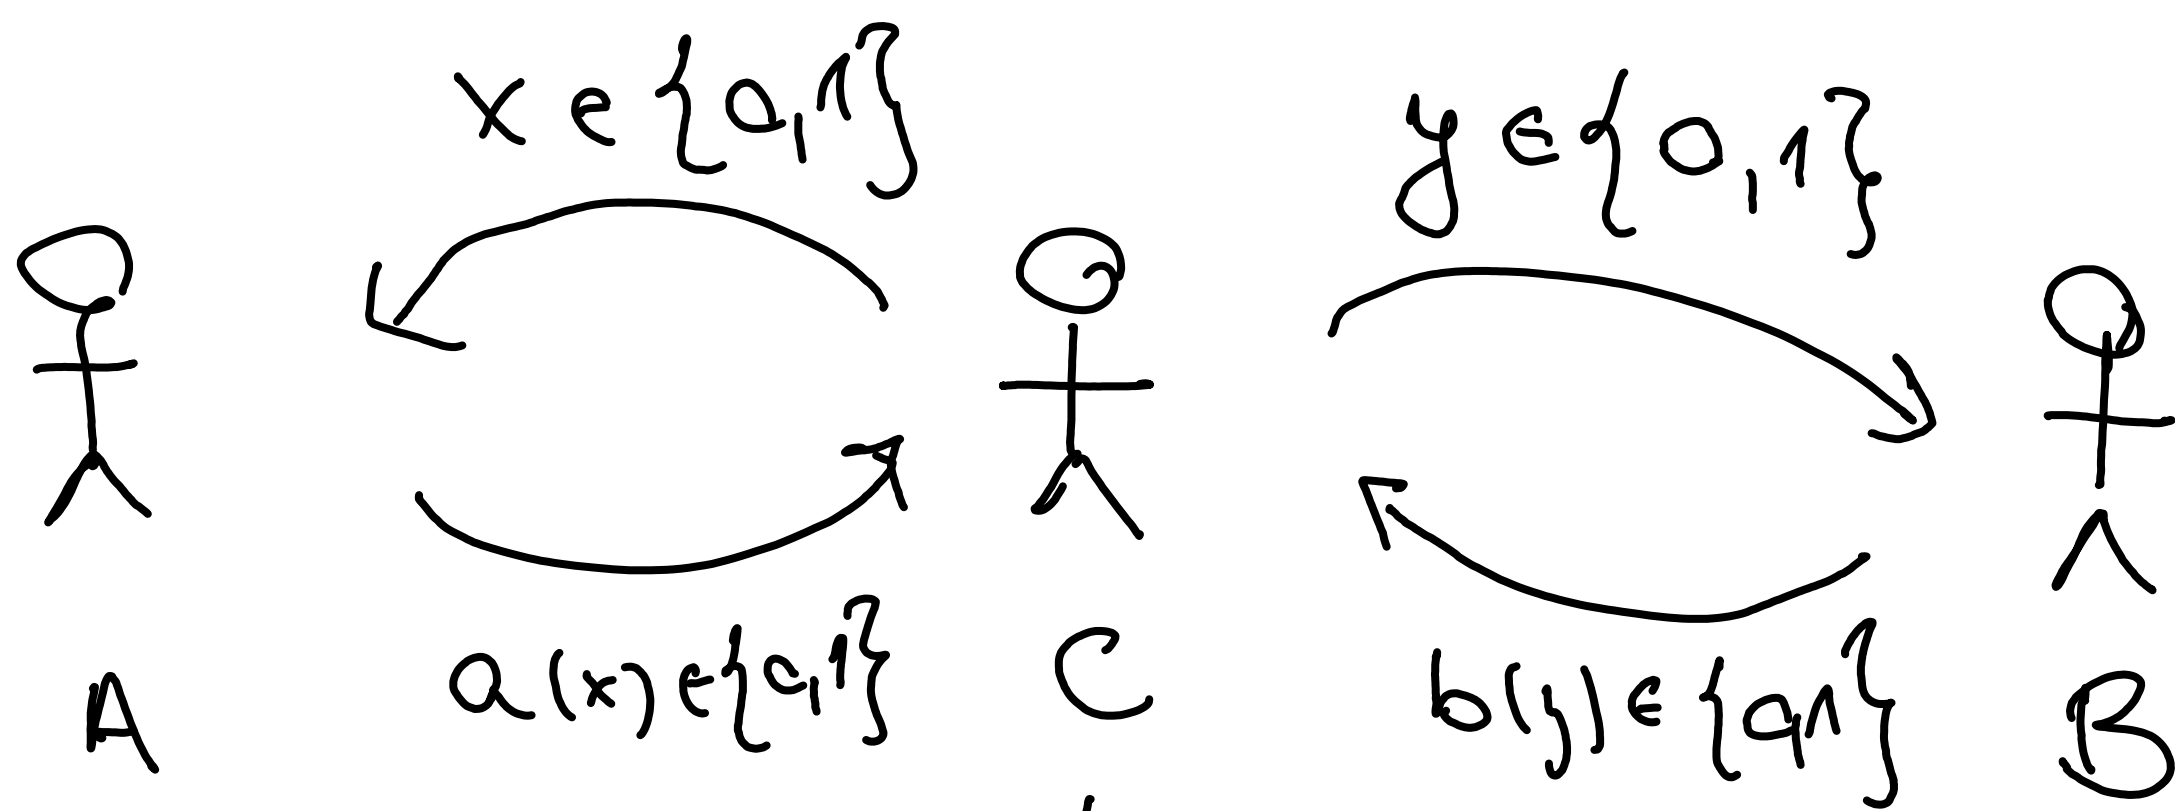 x ∈ {0,1}
y ∈ {0,1}
a(x) ∈ {0,1}
b(y) ∈ {0,1}
A
C
B